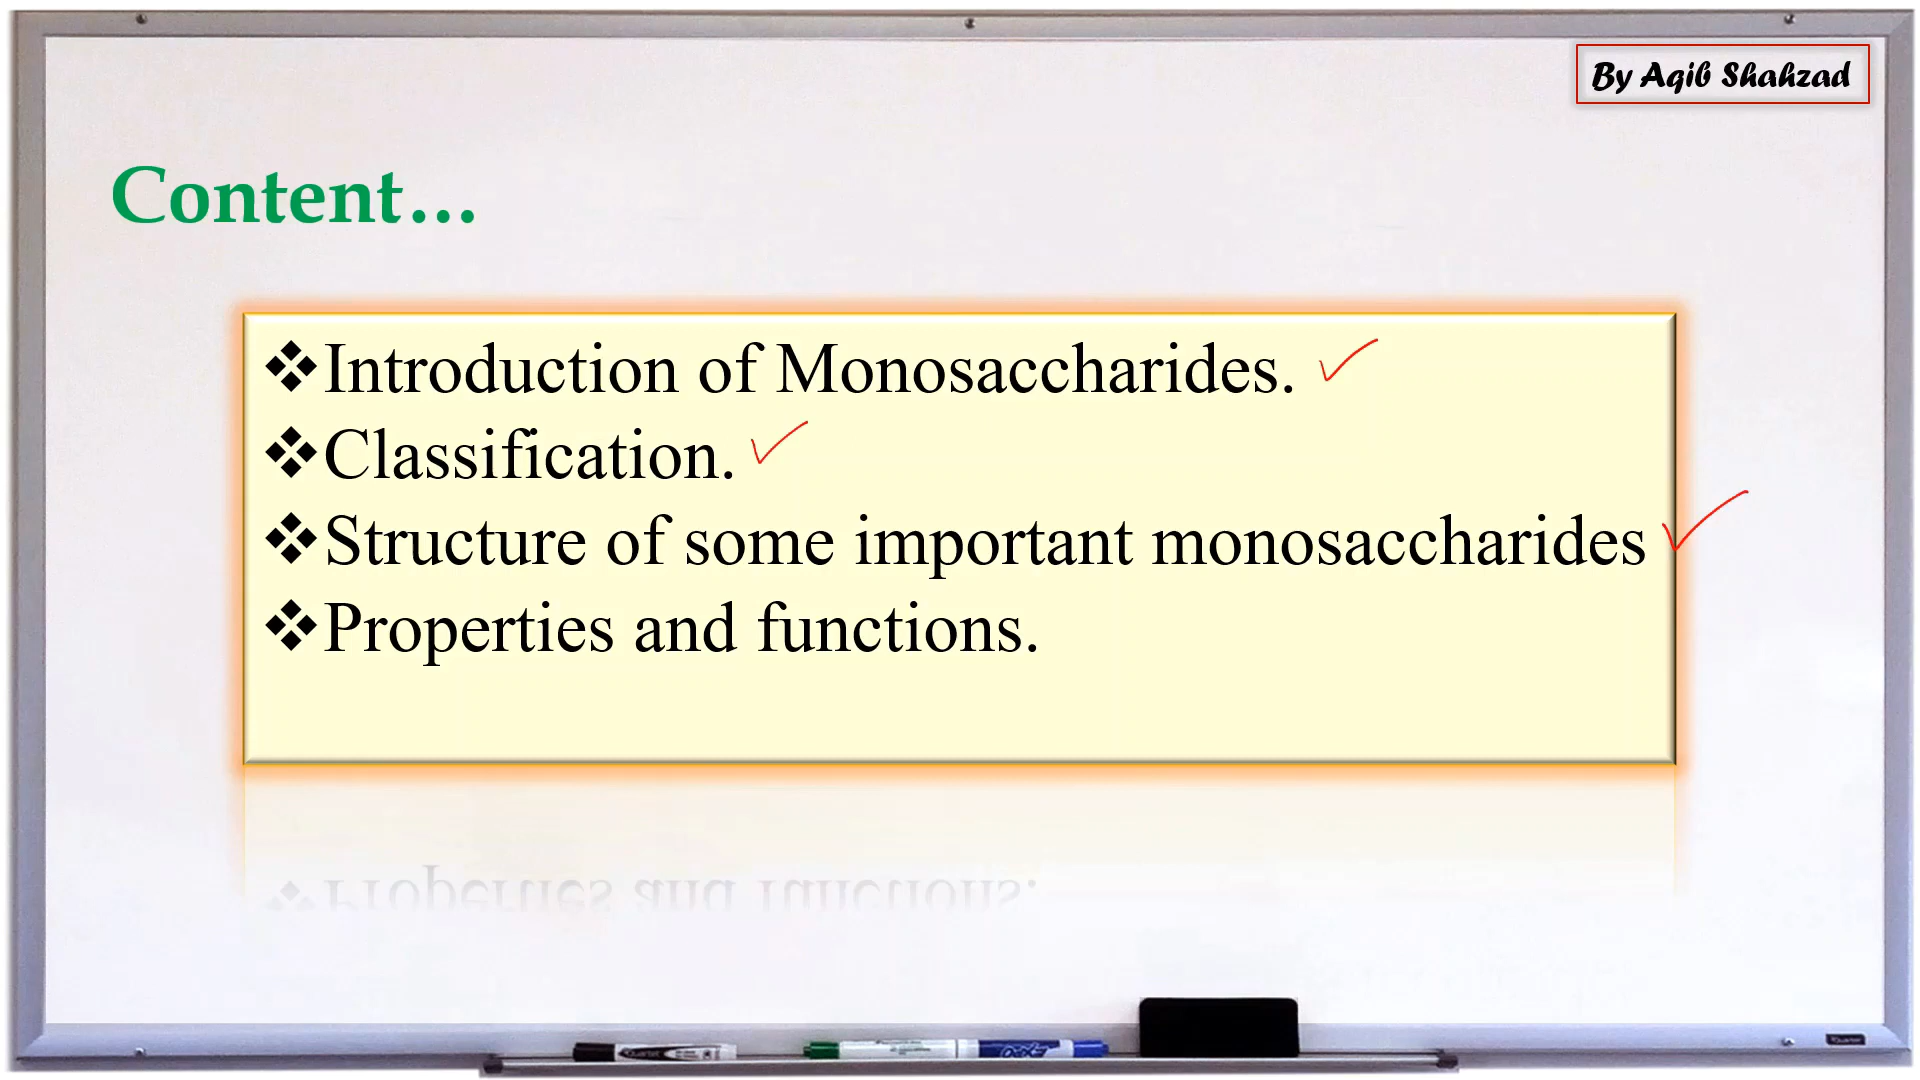 By Aqib Shahzad
Content...
❖Introduction of Monosaccharides.
❖Classification.
❖Structure of some important monosaccharides
❖Properties and functions.